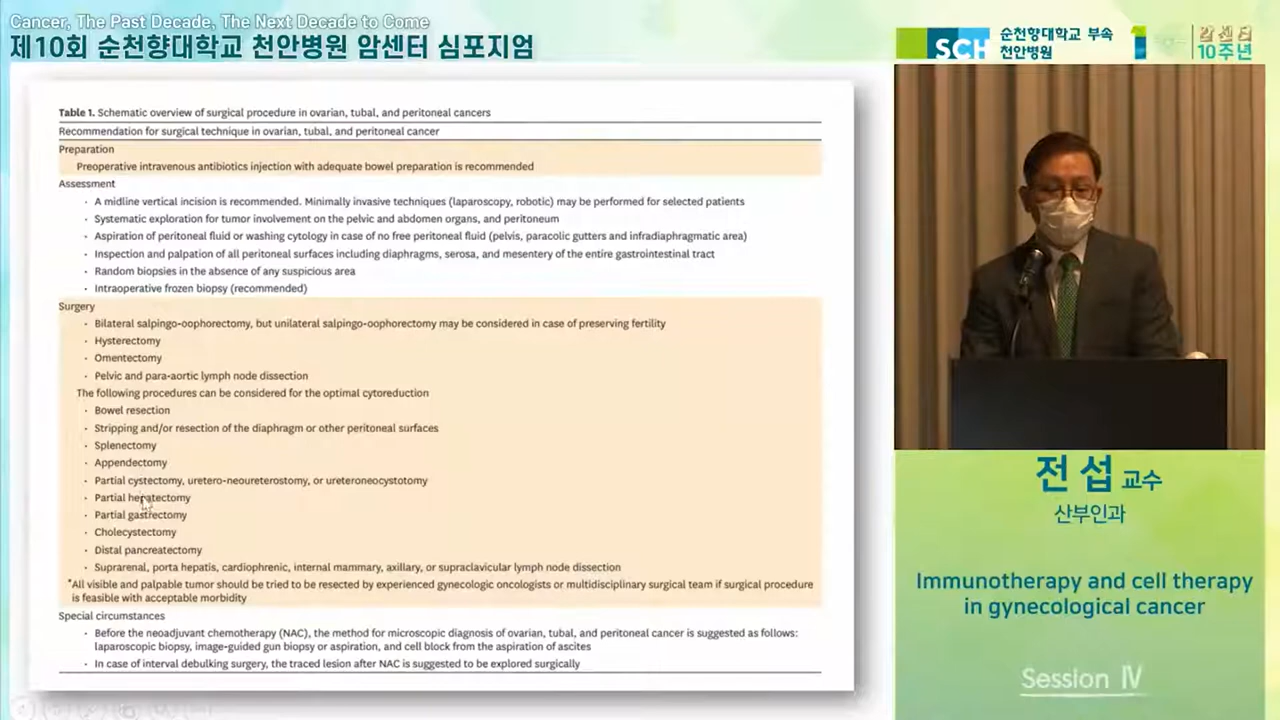 Cancer, The Past Decade, The Next Decade to Come
제10회 순천향대학교 천안병원 암센터 심포지엄
SCH
순천향대학교 부속
천안병원
암센터
10주년
Table 1. Schematic overview of surgical procedure in ovarian, tubal, and peritoneal cancers
Recommendation for surgical technique in ovarian, tubal, and peritoneal cancer
Preparation
Preoperative intravenous antibiotics injection with adequate bowel preparation is recommended
Assessment
· A midline vertical incision is recommended. Minimally invasive techniques (laparoscopy, robotic) may be performed for selected patients
· Systematic exploration for tumor involvement on the pelvic and abdomen organs, and peritoneum
· Aspiration of peritoneal fluid or washing cytology in case of no free peritoneal fluid (pelvis, paracolic gutters and infradiaphragmatic area)
· Inspection and palpation of all peritoneal surfaces including diaphragms, serosa, and mesentery of the entire gastrointestinal tract
· Random biopsies in the absence of any suspicious area
· Intraoperative frozen biopsy (recommended)
Surgery
· Bilateral salpingo-oophorectomy, but unilateral salpingo-oophorectomy may be considered in case of preserving fertility
· Hysterectomy
· Omentectomy
· Pelvic and para-aortic lymph node dissection
The following procedures can be considered for the optimal cytoreduction
· Bowel resection
· Stripping and/or resection of the diaphragm or other peritoneal surfaces
· Splenectomy
· Appendectomy
· Partial cystectomy, uretero-neoureterostomy, or ureteroneocystotomy
· Partial hepatectomy
· Partial gastrectomy
· Cholecystectomy
· Distal pancreatectomy
· Suprarenal, porta hepatis, cardiophrenic, internal mammary, axillary, or supraclavicular lymph node dissection
*All visible and palpable tumor should be tried to be resected by experienced gynecologic oncologists or multidisciplinary surgical team if surgical procedure
is feasible with acceptable morbidity
Special circumstances
· Before the neoadjuvant chemotherapy (NAC), the method for microscopic diagnosis of ovarian, tubal, and peritoneal cancer is suggested as follows:
laparoscopic biopsy, image-guided gun biopsy or aspiration, and cell block from the aspiration of ascites
· In case of interval debulking surgery, the traced lesion after NAC is suggested to be explored surgically
전 섭 교수
산부인과
Immunotherapy and cell therapy
in gynecological cancer
Session Ⅳ